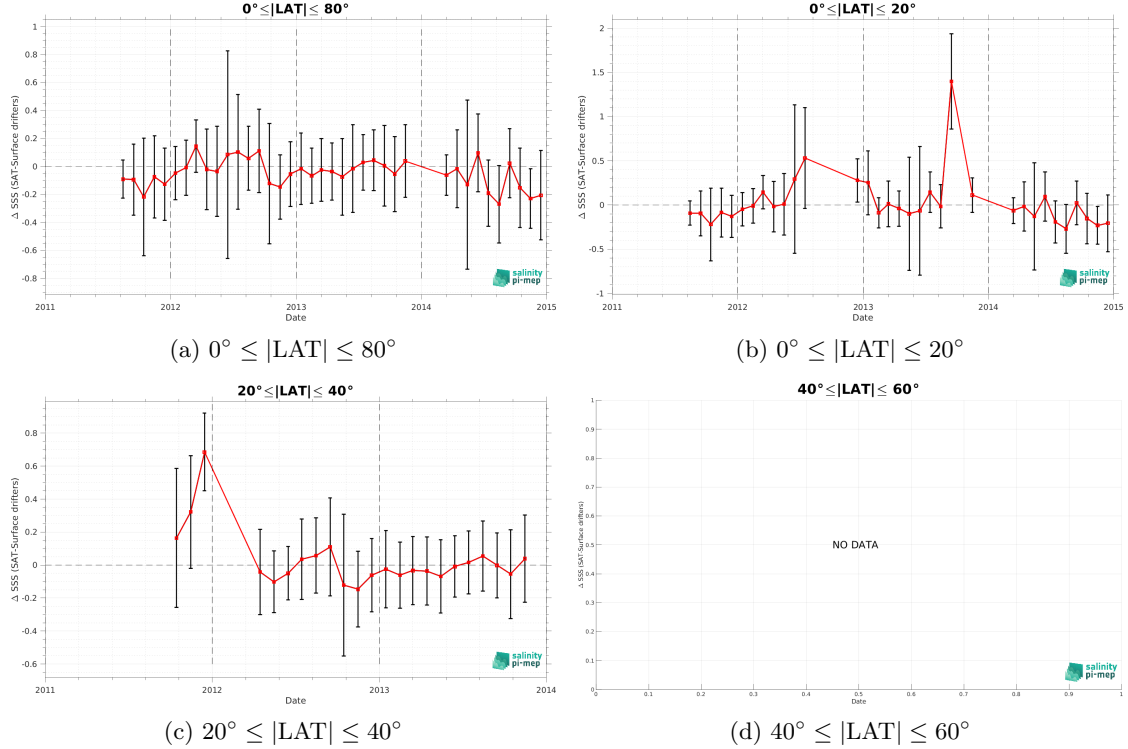 0°≤|LAT|≤ 80°
Δ SSS (SAT-Surface drifters)
1
0.8
0.6
0.4
0.2
0
-0.2
-0.4
-0.6
-0.8
salinity
pi-mep
2011 2012 2013 2014 2015
Date
(a) 0° ≤ |LAT| ≤ 80°
0°≤|LAT|≤ 20°
Δ SSS (SAT-Surface drifters)
2
1.5
1
0.5
0
-0.5
-1
salinity
pi-mep
2011 2012 2013 2014 2015
Date
(b) 0° ≤ |LAT| ≤ 20°
20°≤|LAT|≤ 40°
Δ SSS (SAT-Surface drifters)
0.8
0.6
0.4
0.2
0
-0.2
-0.4
-0.6
salinity
pi-mep
2011 2012 2013 2014
Date
(c) 20° ≤ |LAT| ≤ 40°
40°≤|LAT|≤ 60°
Δ SSS (SAT-Surface drifters)
1
0.9
0.8
0.7
0.6
0.5
0.4
0.3
0.2
0.1
0
NO DATA
salinity
pi-mep
0 0.1 0.2 0.3 0.4 0.5 0.6 0.7 0.8 0.9 1
Date
(d) 40° ≤ |LAT| ≤ 60°